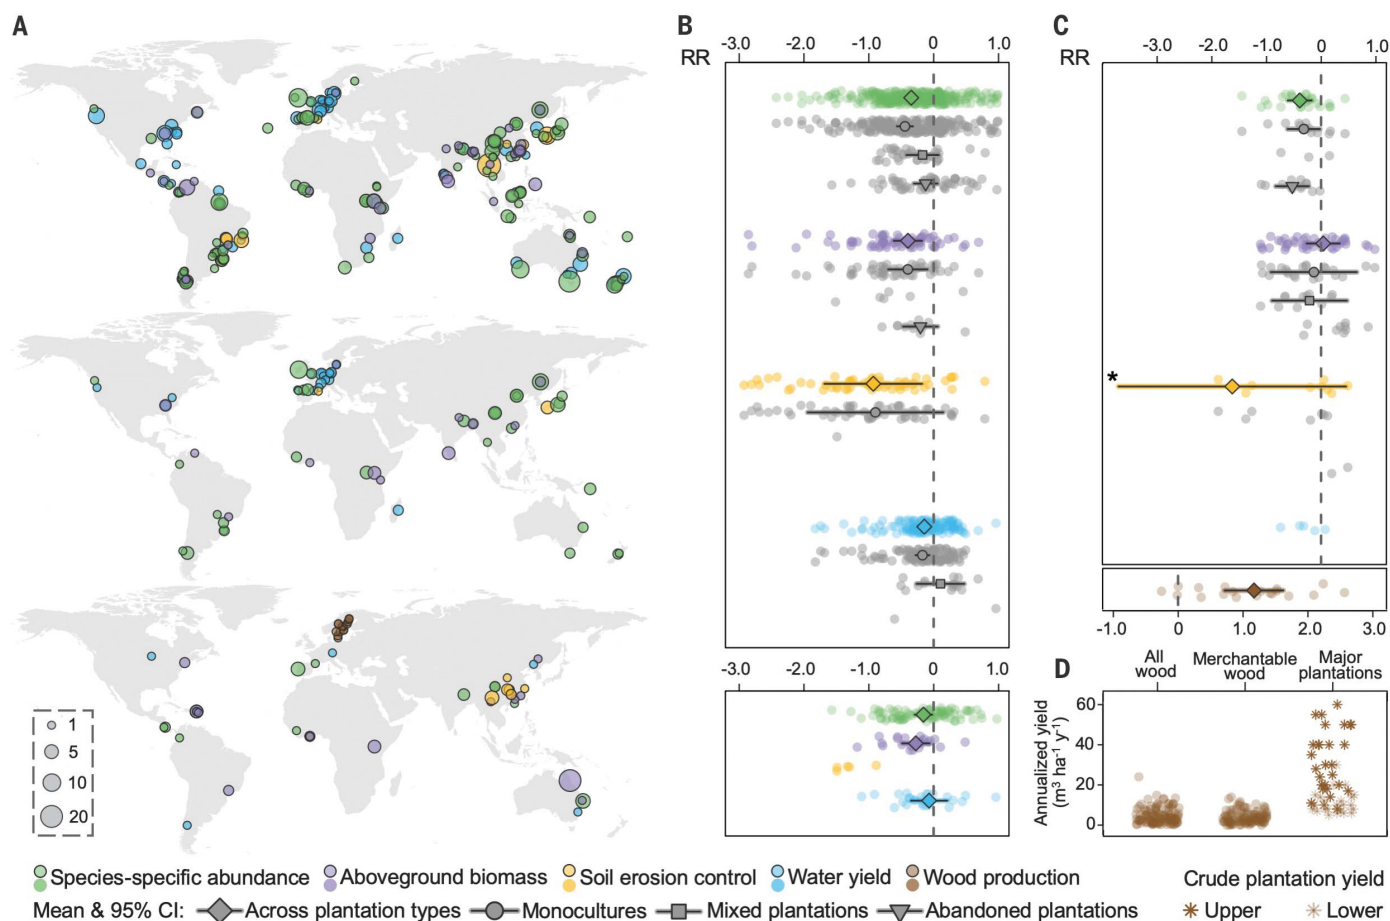 A
B
C
-3.0 -2.0 -1.0 0 1.0
RR
-3.0 -2.0 -1.0 0 1.0
RR
*
-1.0 0 1.0 2.0 3.0
-3.0 -2.0 -1.0 0 1.0
D
All wood
Merchantable wood
Major plantations
Annualized yield
(m³ ha⁻¹ y⁻¹)
60
40
20
0
1
5
10
20
Species-specific abundance Aboveground biomass Soil erosion control Water yield Wood production
Crude plantation yield
Mean & 95% CI: Across plantation types Monocultures Mixed plantations Abandoned plantations
Upper Lower